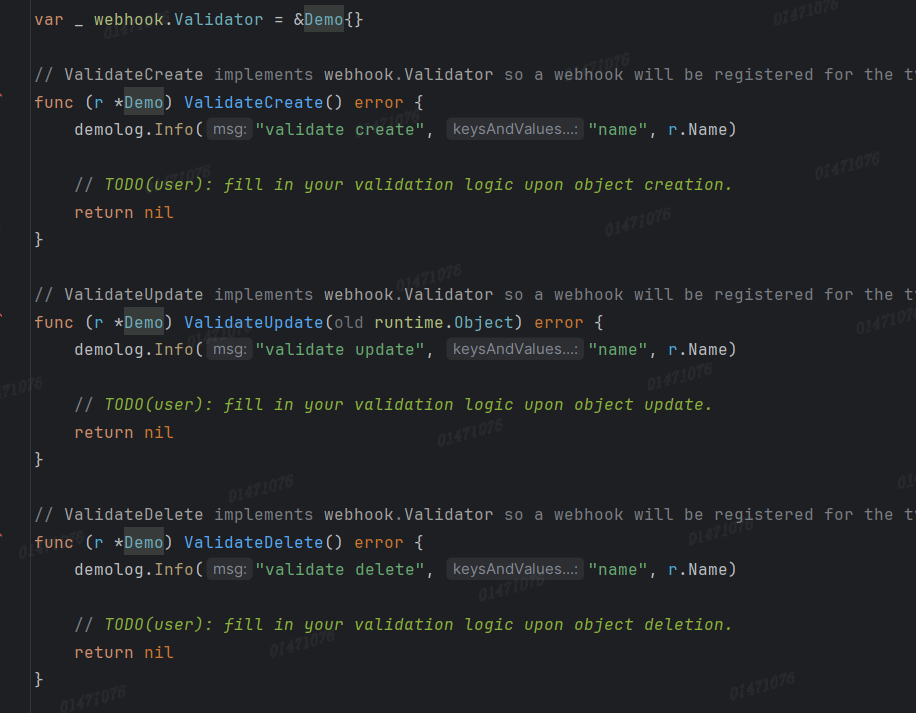 var _ webhook.Validator = &Demo{}
// ValidateCreate implements webhook.Validator so a webhook will be registered for the
func (r *Demo) ValidateCreate() error {
demolog.Info( msg: "validate create", keysAndValues...: "name", r.Name)
// TODO(user): fill in your validation logic upon object creation.
return nil
}
// ValidateUpdate implements webhook.Validator so a webhook will be registered for the
func (r *Demo) ValidateUpdate(old runtime.Object) error {
demolog.Info( msg: "validate update", keysAndValues...: "name", r.Name)
// TODO(user): fill in your validation logic upon object update.
return nil
}
// ValidateDelete implements webhook.Validator so a webhook will be registered for the
func (r *Demo) ValidateDelete() error {
demolog.Info( msg: "validate delete", keysAndValues...: "name", r.Name)
// TODO(user): fill in your validation logic upon object deletion.
return nil
}